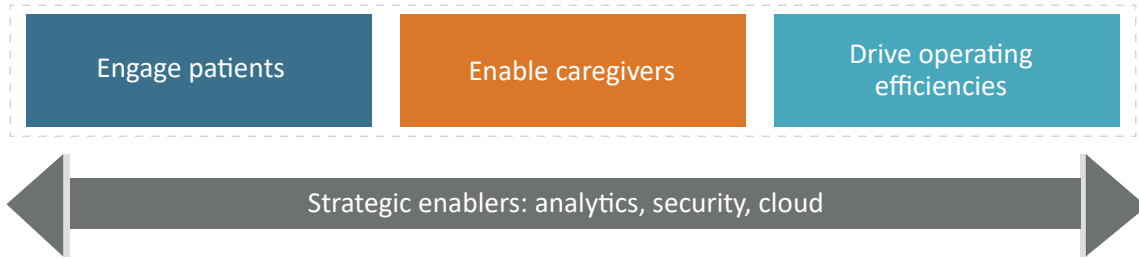 Engage patients
Enable caregivers
Drive operating
efficiencies
Strategic enablers: analytics, security, cloud